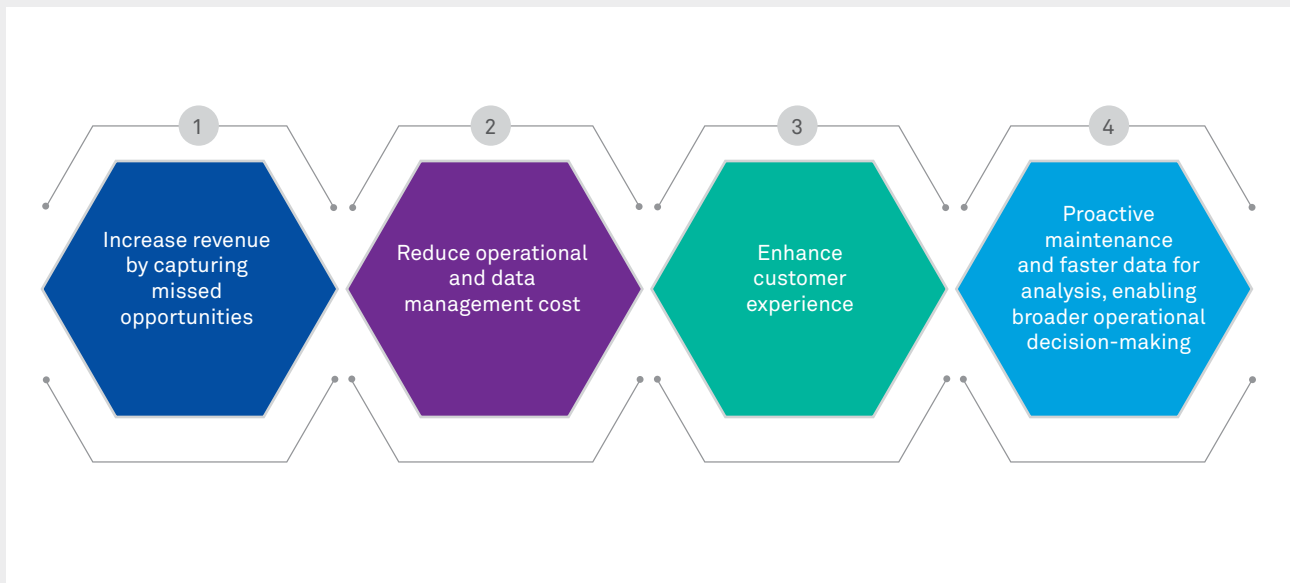 1
Increase revenue
by capturing
missed
opportunities
2
Reduce operational
and data
management cost
3
Enhance
customer
experience
4
Proactive
maintenance
and faster data for
analysis, enabling
broader operational
decision-making